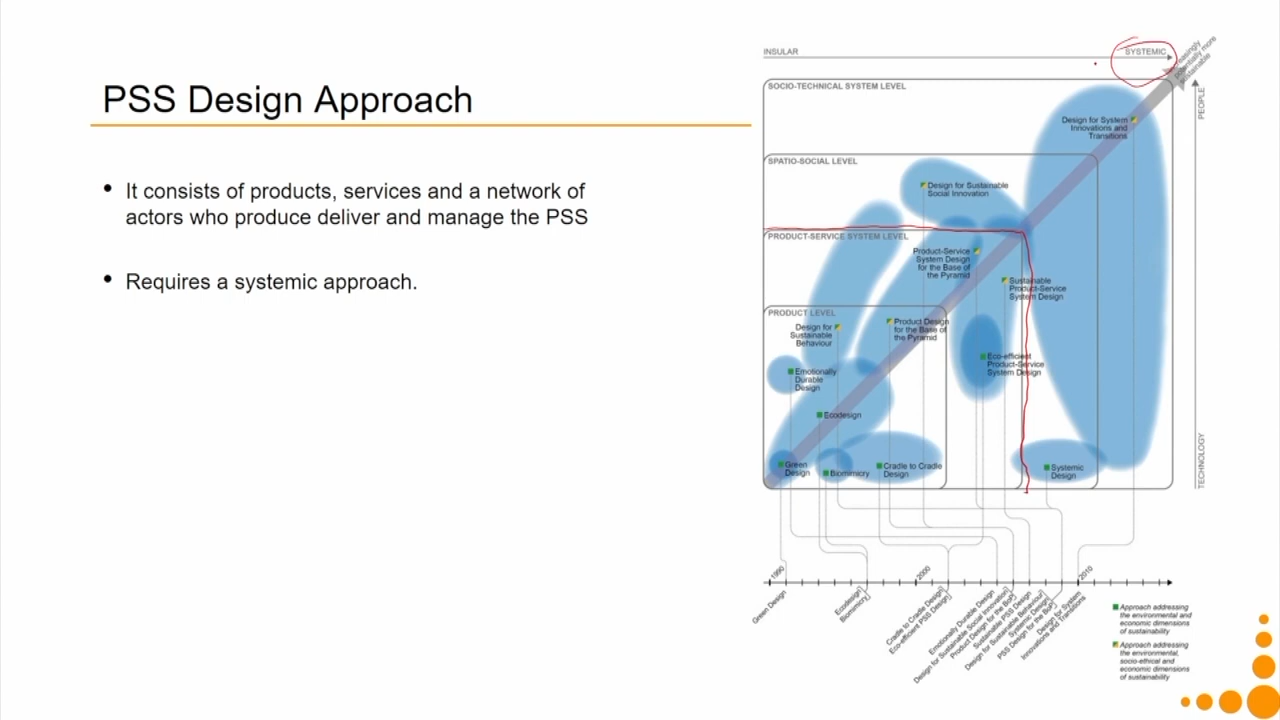 PSS Design Approach
• It consists of products, services and a network of
actors who produce deliver and manage the PSS
• Requires a systemic approach.
INSULAR
SYSTEMIC
increasingly
potentially more
sustainable
SOCIO-TECHNICAL SYSTEM LEVEL
PEOPLE
Design for System
Innovations and
Transitions
SPATIO-SOCIAL LEVEL
Design for Sustainable
Social Innovation
PRODUCT-SERVICE SYSTEM LEVEL
Product-Service
System Design
for the Base of
the Pyramid
Sustainable
Product-Service
System Design
PRODUCT LEVEL
Design for
Sustainable
Behaviour
Product Design
for the Base of
the Pyramid
Eco-efficient
Product-Service
System Design
Emotionally
Durable
Design
Ecodesign
Green
Design
Biomimicry
Cradle to Cradle
Design
Systemic
Design
TECHNOLOGY
1990
2000
2010
Green Design
Ecodesign
Biomimicry
Cradle to Cradle Design
Eco-efficient PSS Design
Emotionally Durable Design
Design for Sustainable Social Innovation
Product Design for the BoP
Sustainable PSS Design
Design for Sustainable Behaviour
Systemic Design
PSS Design for the BoP
Design for System
Innovations and Transitions
Approach addressing
the environmental and
economic dimensions
of sustainability
Approach addressing
the environmental,
socio-ethical and
economic dimensions
of sustainability